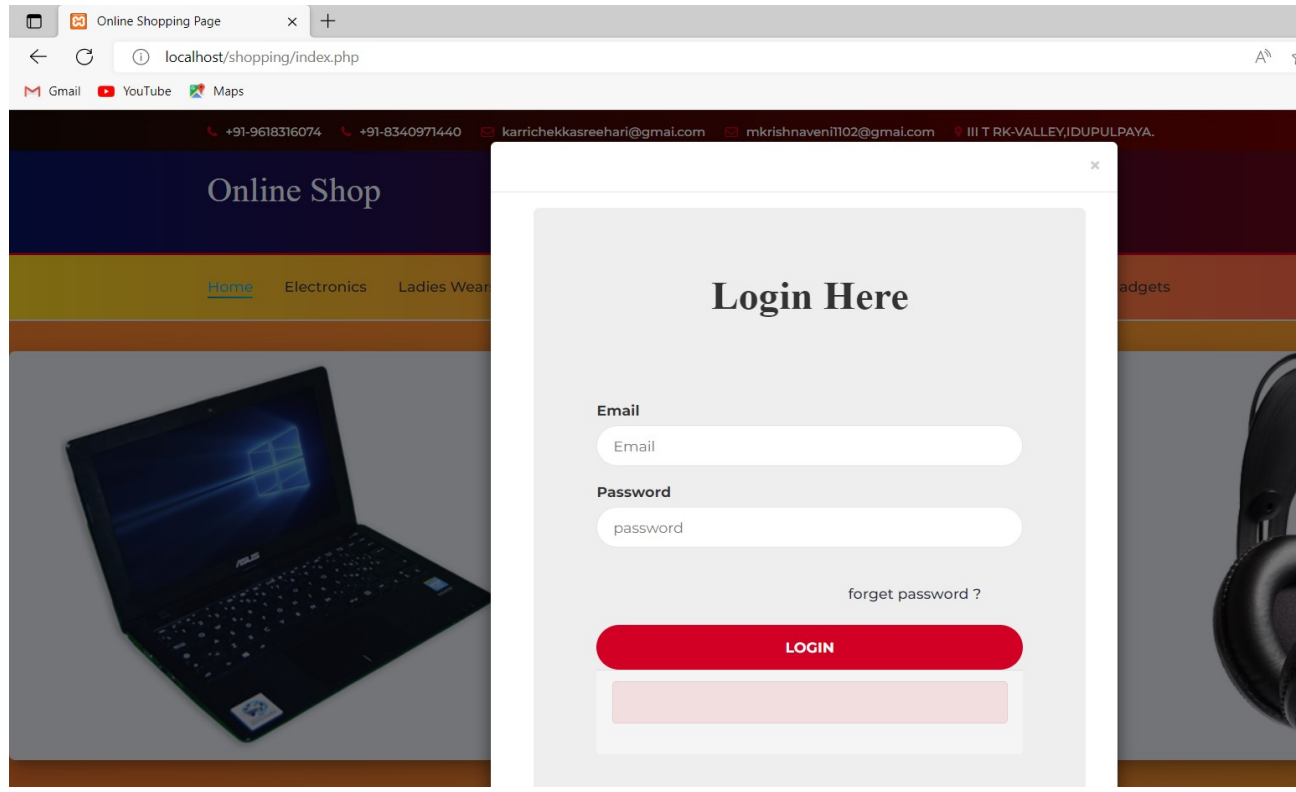 Online Shopping Page
localhost/shopping/index.php
Gmail YouTube Maps
+91-9618316074 +91-8340971440 karrichekkasreehari@gmai.com mkrishnaveni1102@gmai.com III T RK-VALLEY,IDUPULPAYA.
×
Online Shop
Home Electronics Ladies Wear adgets
Login Here
Email
Email
Password
password
forget password ?
LOGIN
ASUS